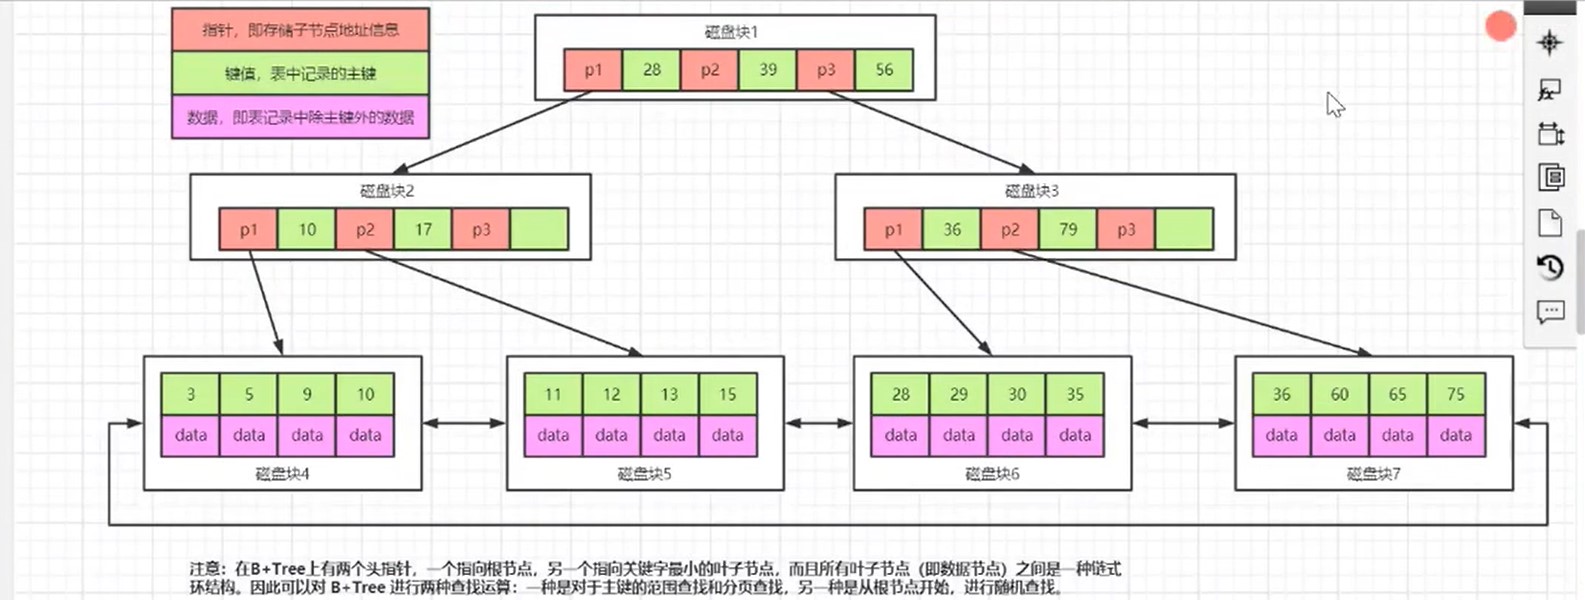 指针，即存储子节点地址信息
键值，表中记录的主键
数据，即表记录中除主键外的数据
磁盘块1
p1 28 p2 39 p3 56
磁盘块2
p1 10 p2 17 p3
磁盘块3
p1 36 p2 79 p3
3 5 9 10
data data data data
磁盘块4
11 12 13 15
data data data data
磁盘块5
28 29 30 35
data data data data
磁盘块6
36 60 65 75
data data data data
磁盘块7
注意：在B+Tree上有两个头指针，一个指向根节点，另一个指向关键字最小的叶子节点，而且所有叶子节点（即数据节点）之间是一种链式
环结构。因此可以对 B+Tree 进行两种查找运算：一种是对于主键的范围查找和分页查找，另一种是从根节点开始，进行随机查找。